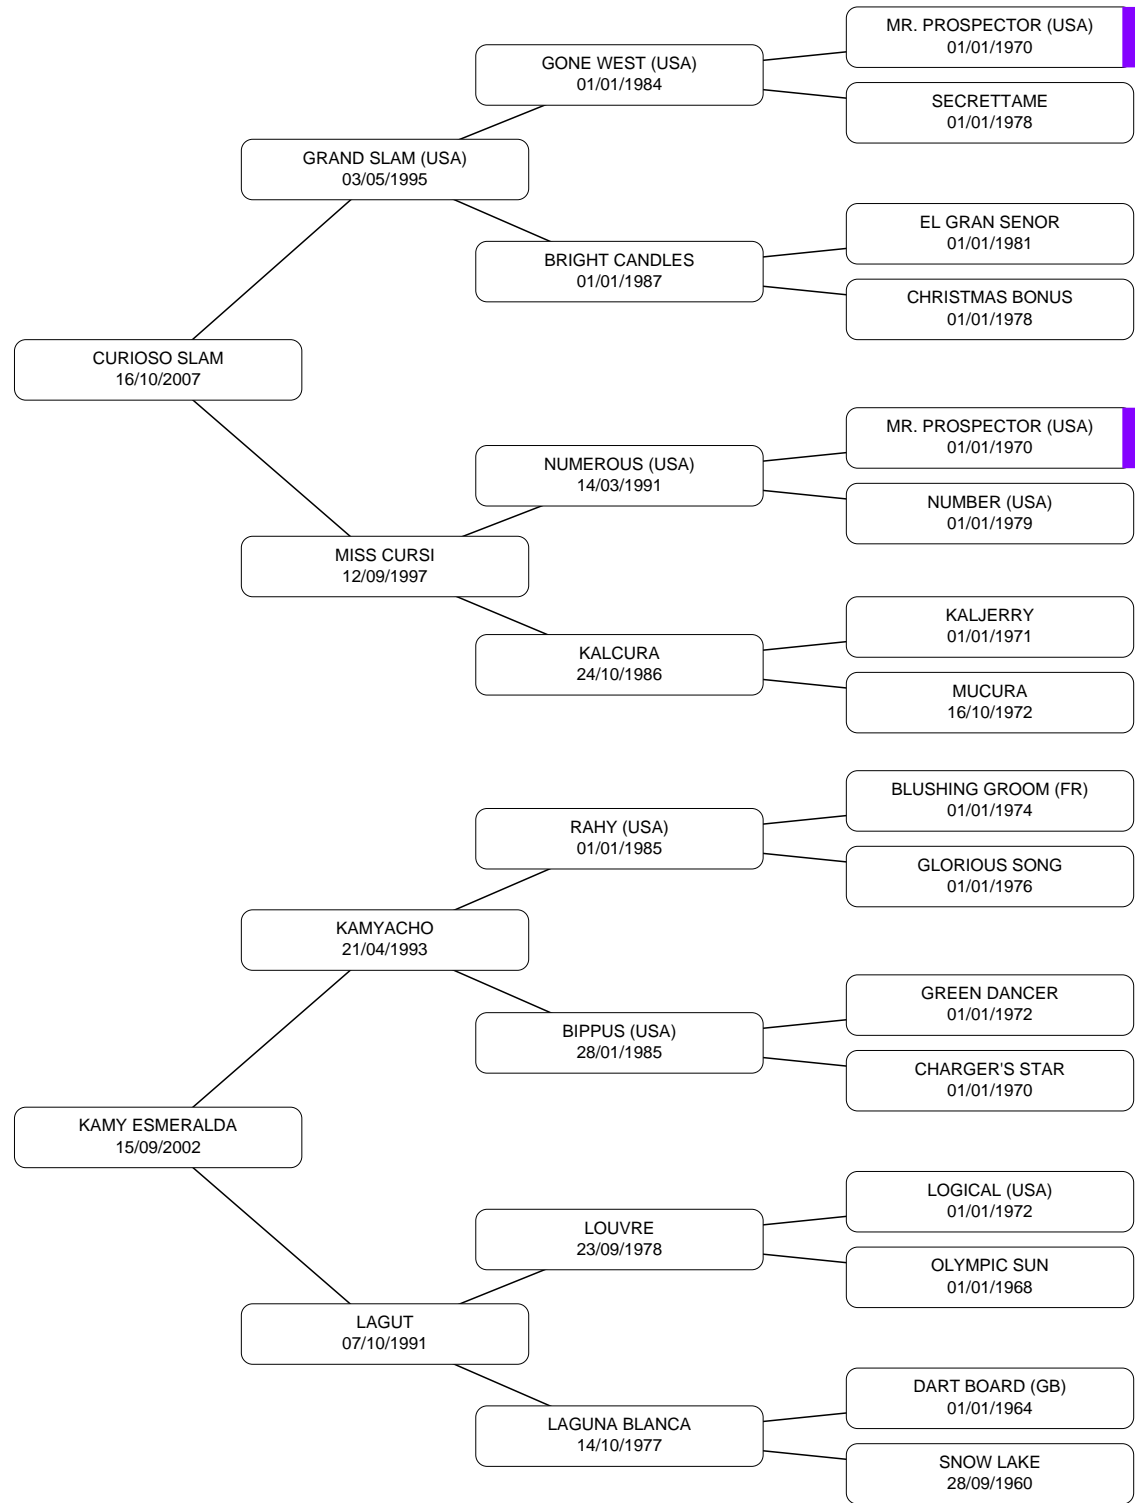 MR. PROSPECTOR (USA)
01/01/1970
GONE WEST (USA)
01/01/1984
SECRETTAME
01/01/1978
GRAND SLAM (USA)
03/05/1995
EL GRAN SENOR
01/01/1981
BRIGHT CANDLES
01/01/1987
CHRISTMAS BONUS
01/01/1978
CURIOSO SLAM
16/10/2007
MR. PROSPECTOR (USA)
01/01/1970
NUMEROUS (USA)
14/03/1991
NUMBER (USA)
01/01/1979
MISS CURSI
12/09/1997
KALJERRY
01/01/1971
KALCURA
24/10/1986
MUCURA
16/10/1972
BLUSHING GROOM (FR)
01/01/1974
RAHY (USA)
01/01/1985
GLORIOUS SONG
01/01/1976
KAMYACHO
21/04/1993
GREEN DANCER
01/01/1972
BIPPUS (USA)
28/01/1985
CHARGER'S STAR
01/01/1970
KAMY ESMERALDA
15/09/2002
LOGICAL (USA)
01/01/1972
LOUVRE
23/09/1978
OLYMPIC SUN
01/01/1968
LAGUT
07/10/1991
DART BOARD (GB)
01/01/1964
LAGUNA BLANCA
14/10/1977
SNOW LAKE
28/09/1960